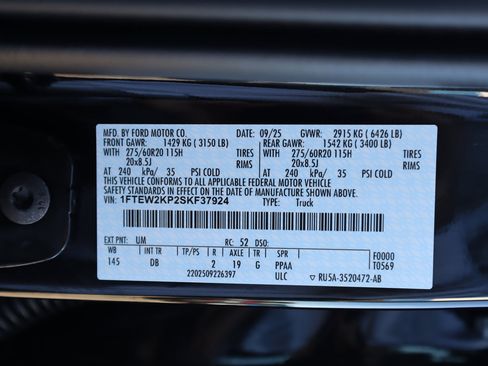 MFD. BY FORD MOTOR CO. DATE: 09/25 GVWR: 2915 KG ( 6426 LB)
FRONT GAWR: 1429 KG ( 3150 LB) REAR GAWR: 1542 KG ( 3400 LB)
WITH 275/60R20 115H TIRES WITH 275/60R20 115H TIRES
20x8.5J RIMS 20x8.5J RIMS
AT 240 kPa/ 35 PSI COLD AT 240 kPa/ 35 PSI COLD
THIS VEHICLE CONFORMS TO ALL APPLICABLE FEDERAL MOTOR VEHICLE
SAFETY STANDARDS IN EFFECT ON THE DATE OF MANUFACTURE SHOWN ABOVE.
VIN: 1FTEW2KP2SKF37924 TYPE: Truck
EXT PNT: UM RC: 52 DSO:
WB INT TR TP/PS R AXLE TR SPR F0000
145 DB 2 19 G PPAA T0569
2202509226397 ULC RU5A-3520472-AB